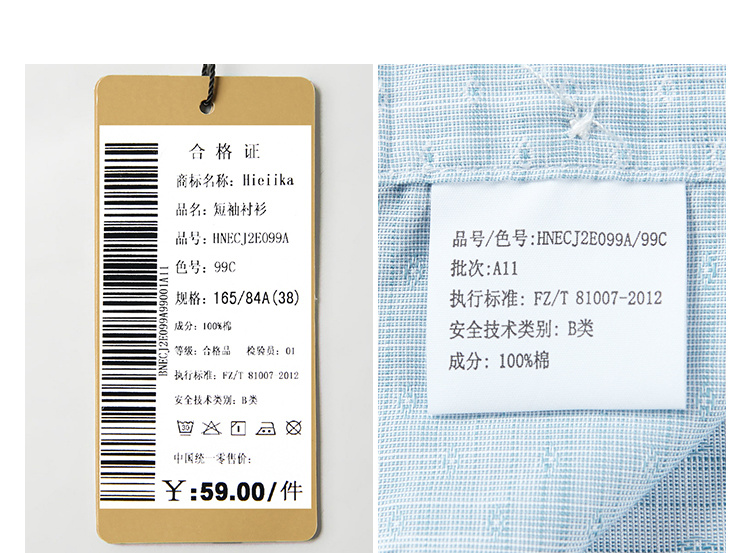 合格证
商标名称: Hieiika
品名: 短袖衬衫
品号: HNECJ2E099A
色号: 99C
规格: 165/84A(38)
成分: 100%棉
等级: 合格品 检验员: 01
执行标准: FZ/T 81007-2012
安全技术类别: B类
中国统一零售价:
¥:59.00/件
BNECJ2E099A99001A11
品号/色号:HNECJ2E099A/99C
批次:A11
执行标准: FZ/T 81007-2012
安全技术类别: B类
成分: 100%棉